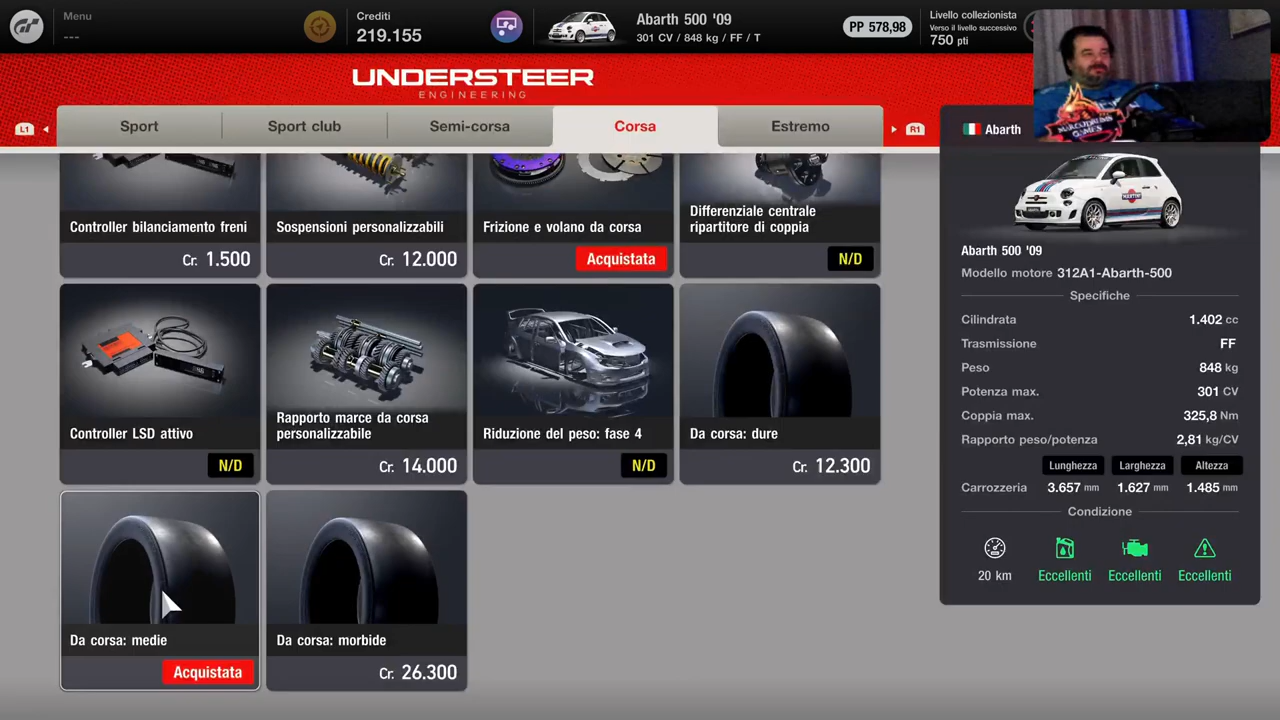 Menu
---
Crediti
219.155
Abarth 500 '09
301 CV / 848 kg / FF / T
PP 578,98
Livello collezionista
Verso il livello successivo
750 pti
UNDERSTEER
ENGINEERING
L1
Sport
Sport club
Semi-corsa
Corsa
Estremo
R1
Controller bilanciamento freni
Cr. 1.500
Sospensioni personalizzabili
Cr. 12.000
Frizione e volano da corsa
Acquistata
Differenziale centrale
ripartitore di coppia
N/D
Controller LSD attivo
N/D
Rapporto marce da corsa
personalizzabile
Cr. 14.000
Riduzione del peso: fase 4
N/D
Da corsa: dure
Cr. 12.300
Da corsa: medie
Acquistata
Da corsa: morbide
Cr. 26.300
Abarth
MARTINI
Abarth 500 '09
Modello motore 312A1-Abarth-500
Specifiche
Cilindrata 1.402 cc
Trasmissione FF
Peso 848 kg
Potenza max. 301 CV
Coppia max. 325,8 Nm
Rapporto peso/potenza 2,81 kg/CV
Lunghezza Larghezza Altezza
Carrozzeria 3.657 mm 1.627 mm 1.485 mm
Condizione
20 km Eccellenti Eccellenti Eccellenti